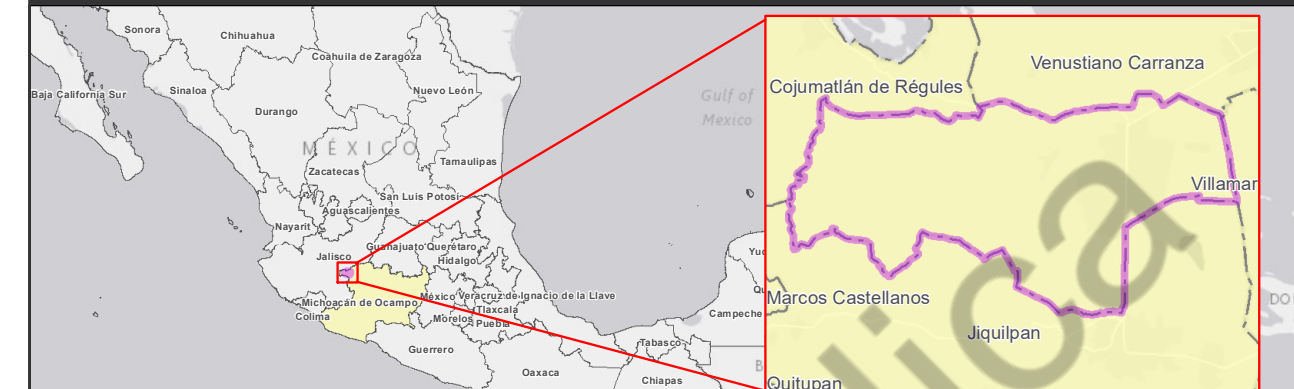 Sonora
Chihuahua
Coahuila de Zaragoza
Baja California Sur
Sinaloa
Nuevo León
Durango
Gulf of
Mexico
MÉXICO
Tamaulipas
Zacatecas
San Luis Potosí
Aguascalientes
Nayarit
Guanajuato
Querétaro
Hidalgo
Jalisco
Michoacán de Ocampo
México
Veracruz de Ignacio de la Llave
Tlaxcala
Colima
Morelos
Puebla
Campeche
Guerrero
Tabasco
Oaxaca
Chiapas
Venustiano Carranza
Cojumatlán de Régules
Villamar
Marcos Castellanos
Jiquilpan
Quitupan
ica